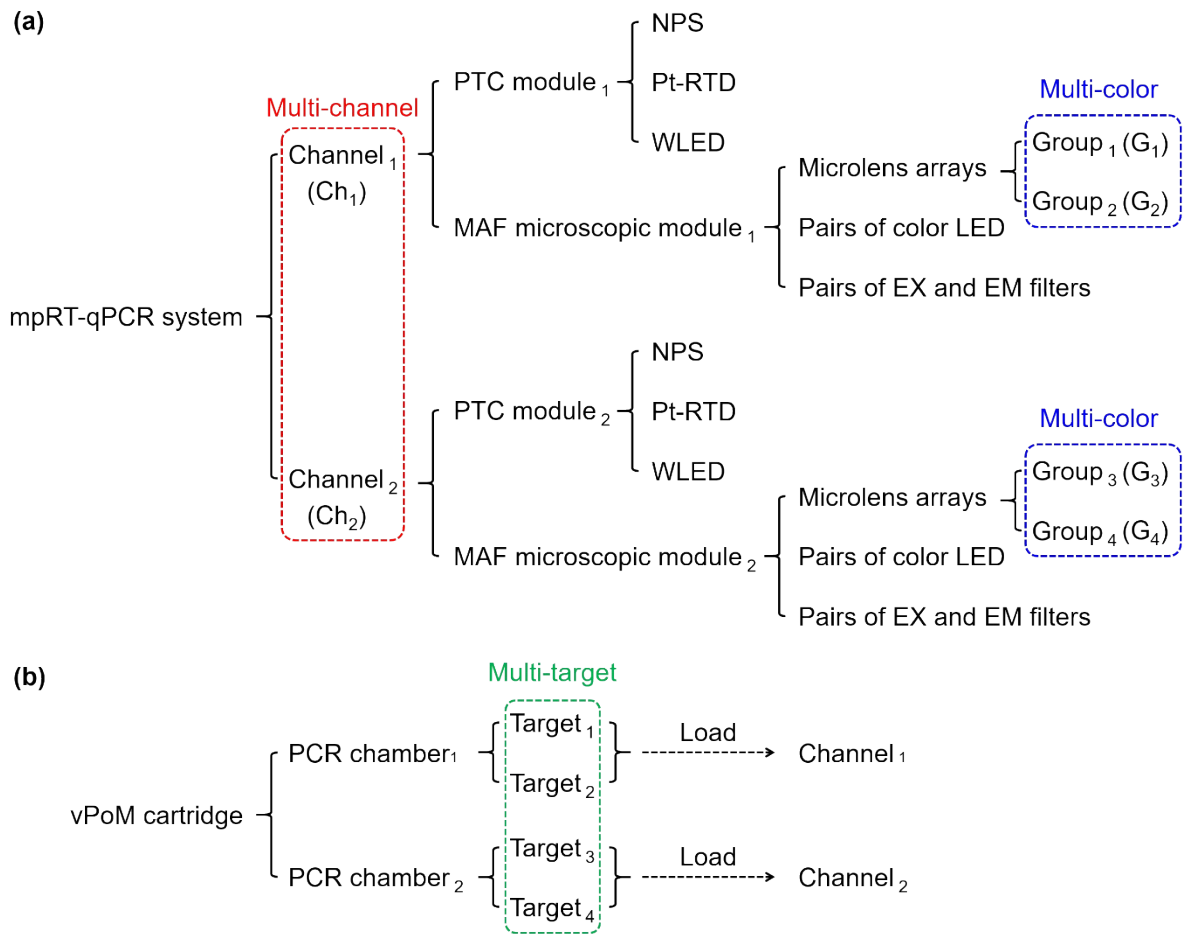 (a)
NPS
PTC module 1
Pt-RTD
Multi-color
Multi-channel
WLED
Group 1 (G1)
Channel 1
(Ch1)
Microlens arrays
Group 2 (G2)
MAF microscopic module 1
Pairs of color LED
Pairs of EX and EM filters
mpRT-qPCR system
NPS
PTC module 2
Pt-RTD
Multi-color
WLED
Group 3 (G3)
Channel 2
(Ch2)
Microlens arrays
Group 4 (G4)
MAF microscopic module 2
Pairs of color LED
Pairs of EX and EM filters
(b)
Multi-target
Target 1
PCR chamber1
Load
Channel 1
Target 2
vPoM cartridge
Target 3
PCR chamber 2
Load
Channel 2
Target 4